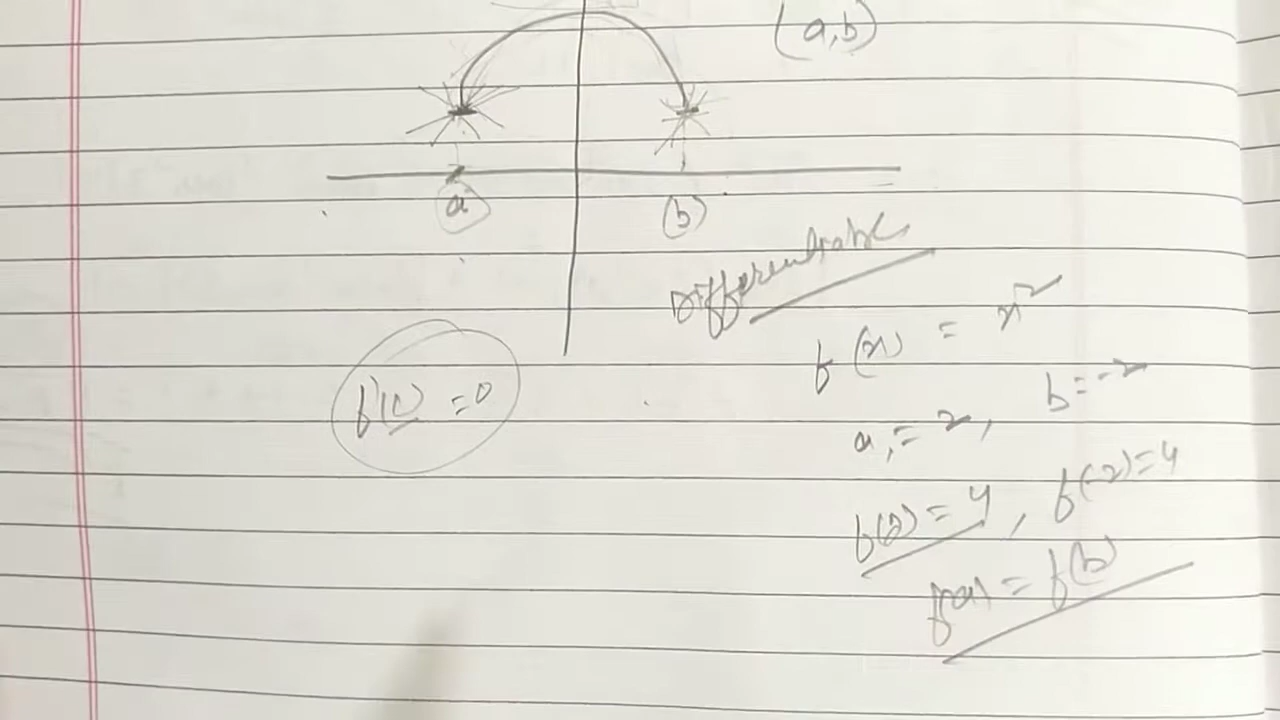 (a,b)
a (b)
Differentiable
f(x) = x²
f'(c) = 0
a = 2, b = -2
f(2) = 4, f(-2) = 4
f(a) = f(b)